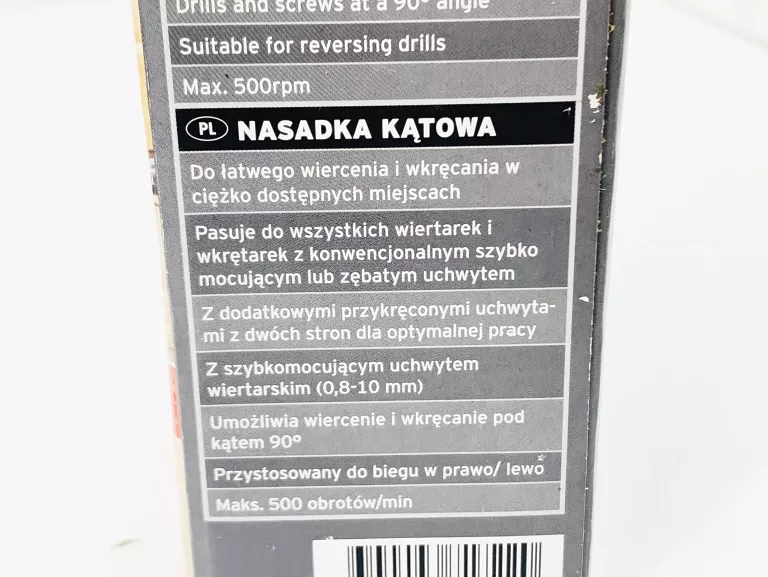 Drills and screws at a 90° angle
Suitable for reversing drills
Max. 500rpm
PL NASADKA KĄTOWA
Do łatwego wiercenia i wkręcania w
ciężko dostępnych miejscach
Pasuje do wszystkich wiertarek i
wkrętarek z konwencjonalnym szybko
mocującym lub zębatym uchwytem
Z dodatkowymi przykręconymi uchwyta-
mi z dwóch stron dla optymalnej pracy
Z szybkomocującym uchwytem
wiertarskim (0,8-10 mm)
Umożliwia wiercenie i wkręcanie pod
kątem 90°
Przystosowany do biegu w prawo/ lewo
Maks. 500 obrotów/min